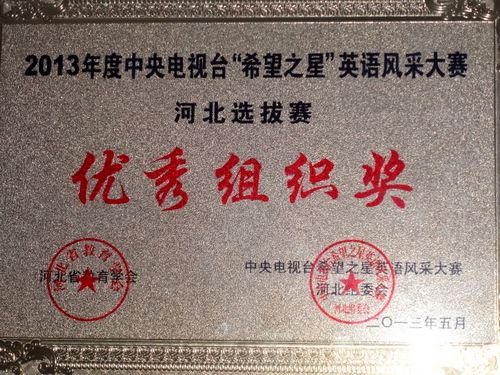 2013年度中央电视台“希望之星”英语风采大赛
河北选拔赛
优秀组织奖
河北省教育学会
中央电视台希望之星英语风采大赛
河北组委会
二〇一三年五月